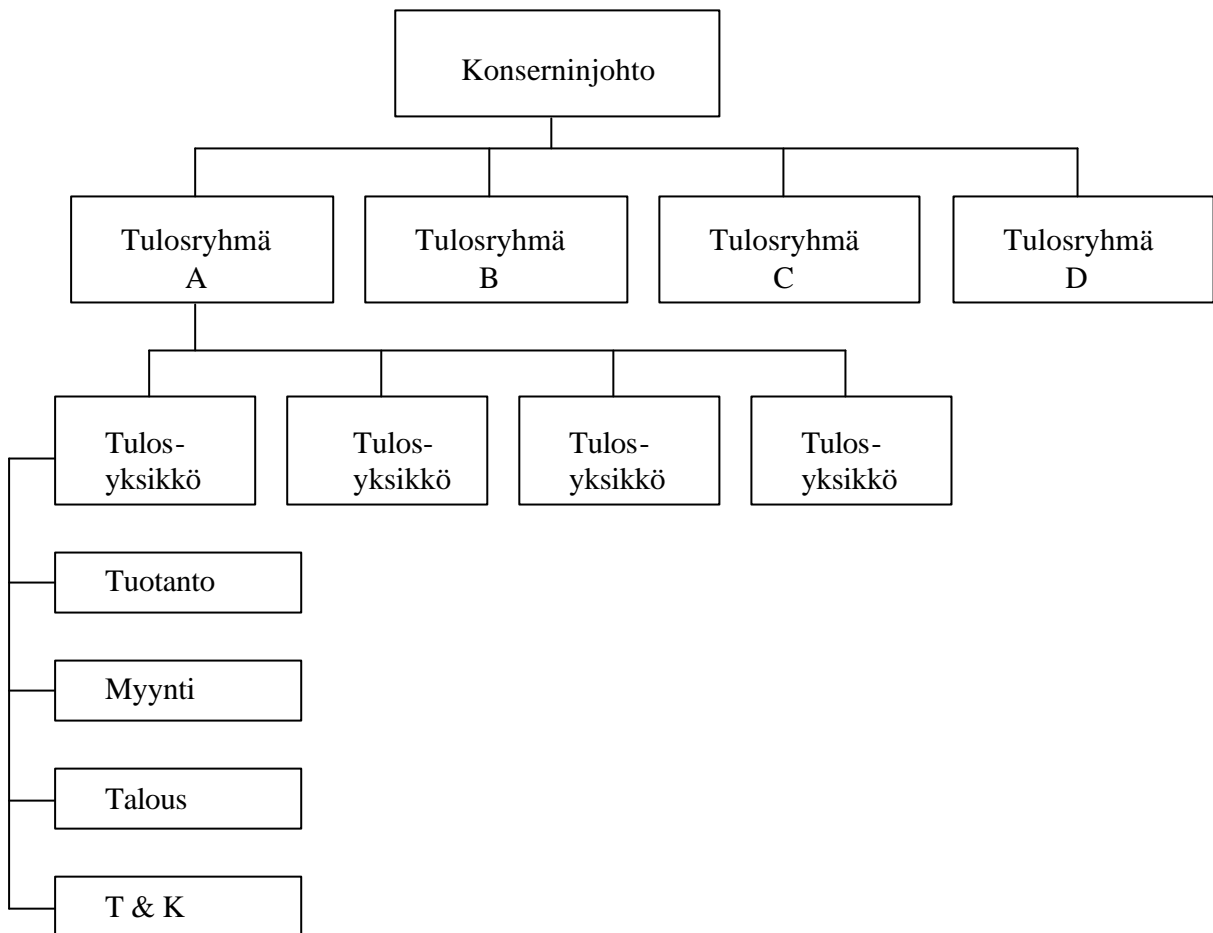 Konserninjohto
Tulosryhmä
A
Tulosryhmä
B
Tulosryhmä
C
Tulosryhmä
D
Tulos-
yksikkö
Tulos-
yksikkö
Tulos-
yksikkö
Tulos-
yksikkö
Tuotanto
Myynti
Talous
T & K